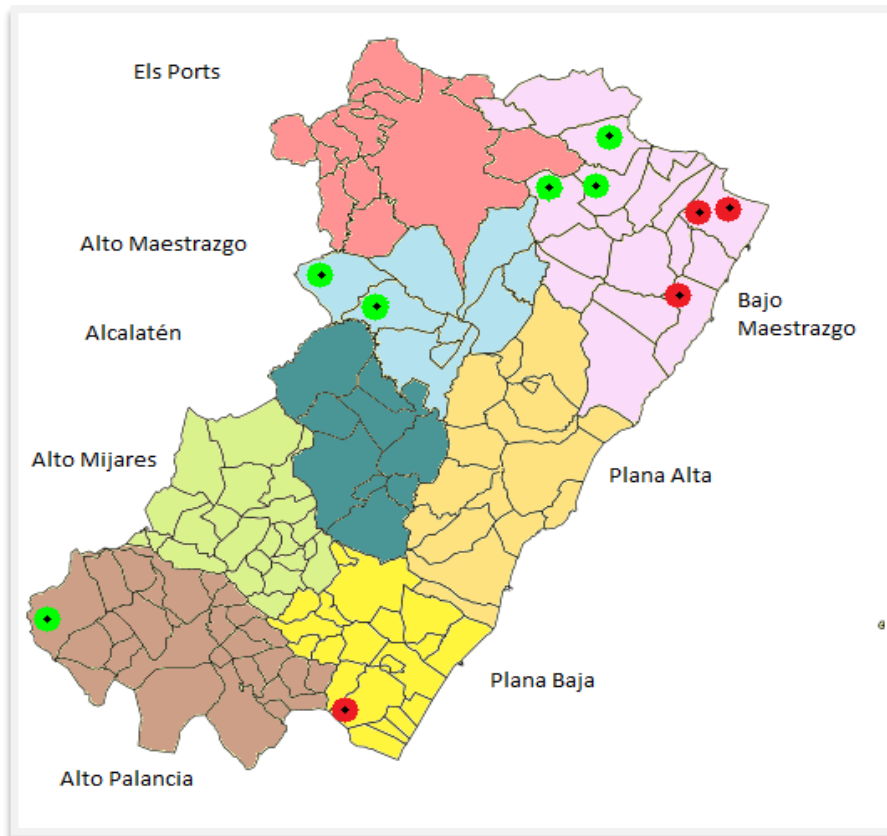 Els Ports
Alto Maestrazgo
Alcalatén
Bajo
Maestrazgo
Alto Mijares
Plana Alta
Plana Baja
Alto Palancia